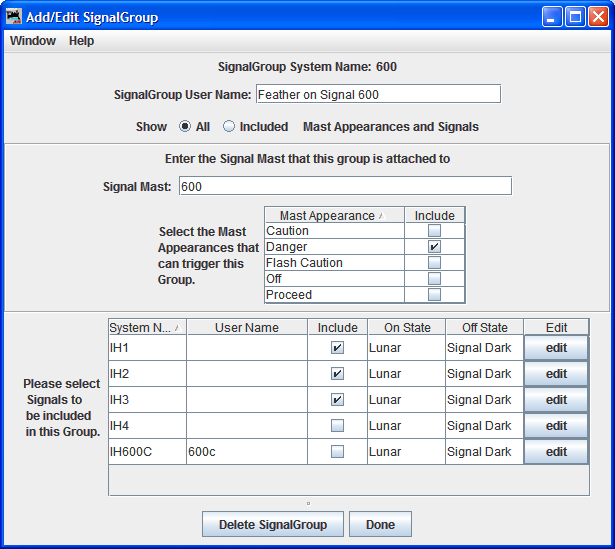 Add/Edit SignalGroup
Window Help
SignalGroup System Name: 600
SignalGroup User Name: Feather on Signal 600
Show All Included Mast Appearances and Signals
Enter the Signal Mast that this group is attached to
Signal Mast: 600
Select the Mast
Appearances that
can trigger this
Group.
Mast Appearance Include
Caution
Danger
Flash Caution
Off
Proceed
Please select
Signals to
be included
in this Group.
System N... User Name Include On State Off State Edit
IH1 Lunar Signal Dark edit
IH2 Lunar Signal Dark edit
IH3 Lunar Signal Dark edit
IH4 Lunar Signal Dark edit
IH600C 600c Lunar Signal Dark edit
Delete SignalGroup Done